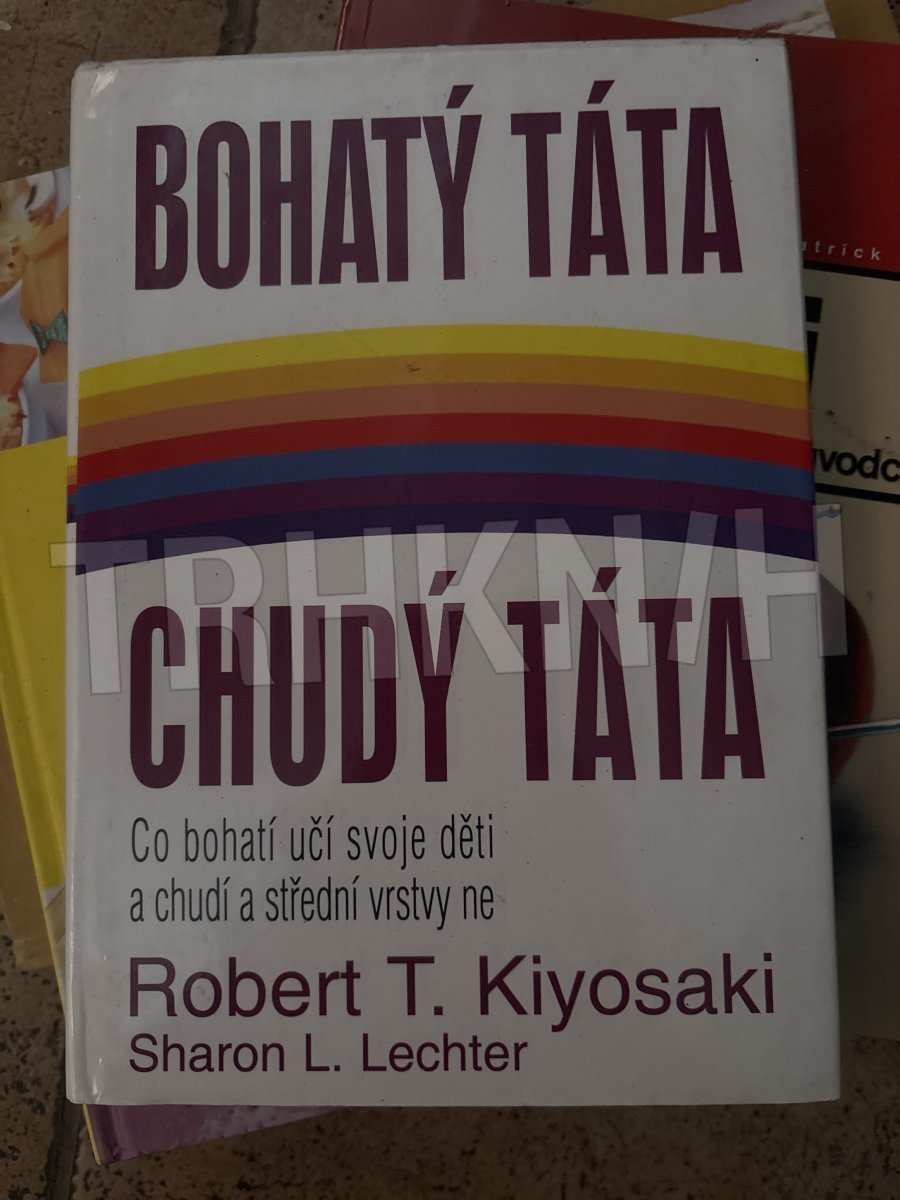 BOHATÝ TÁTA
TRHKNIH
CHUDÝ TÁTA
Co bohatí učí svoje děti
a chudí a střední vrstvy ne
Robert T. Kiyosaki
Sharon L. Lechter